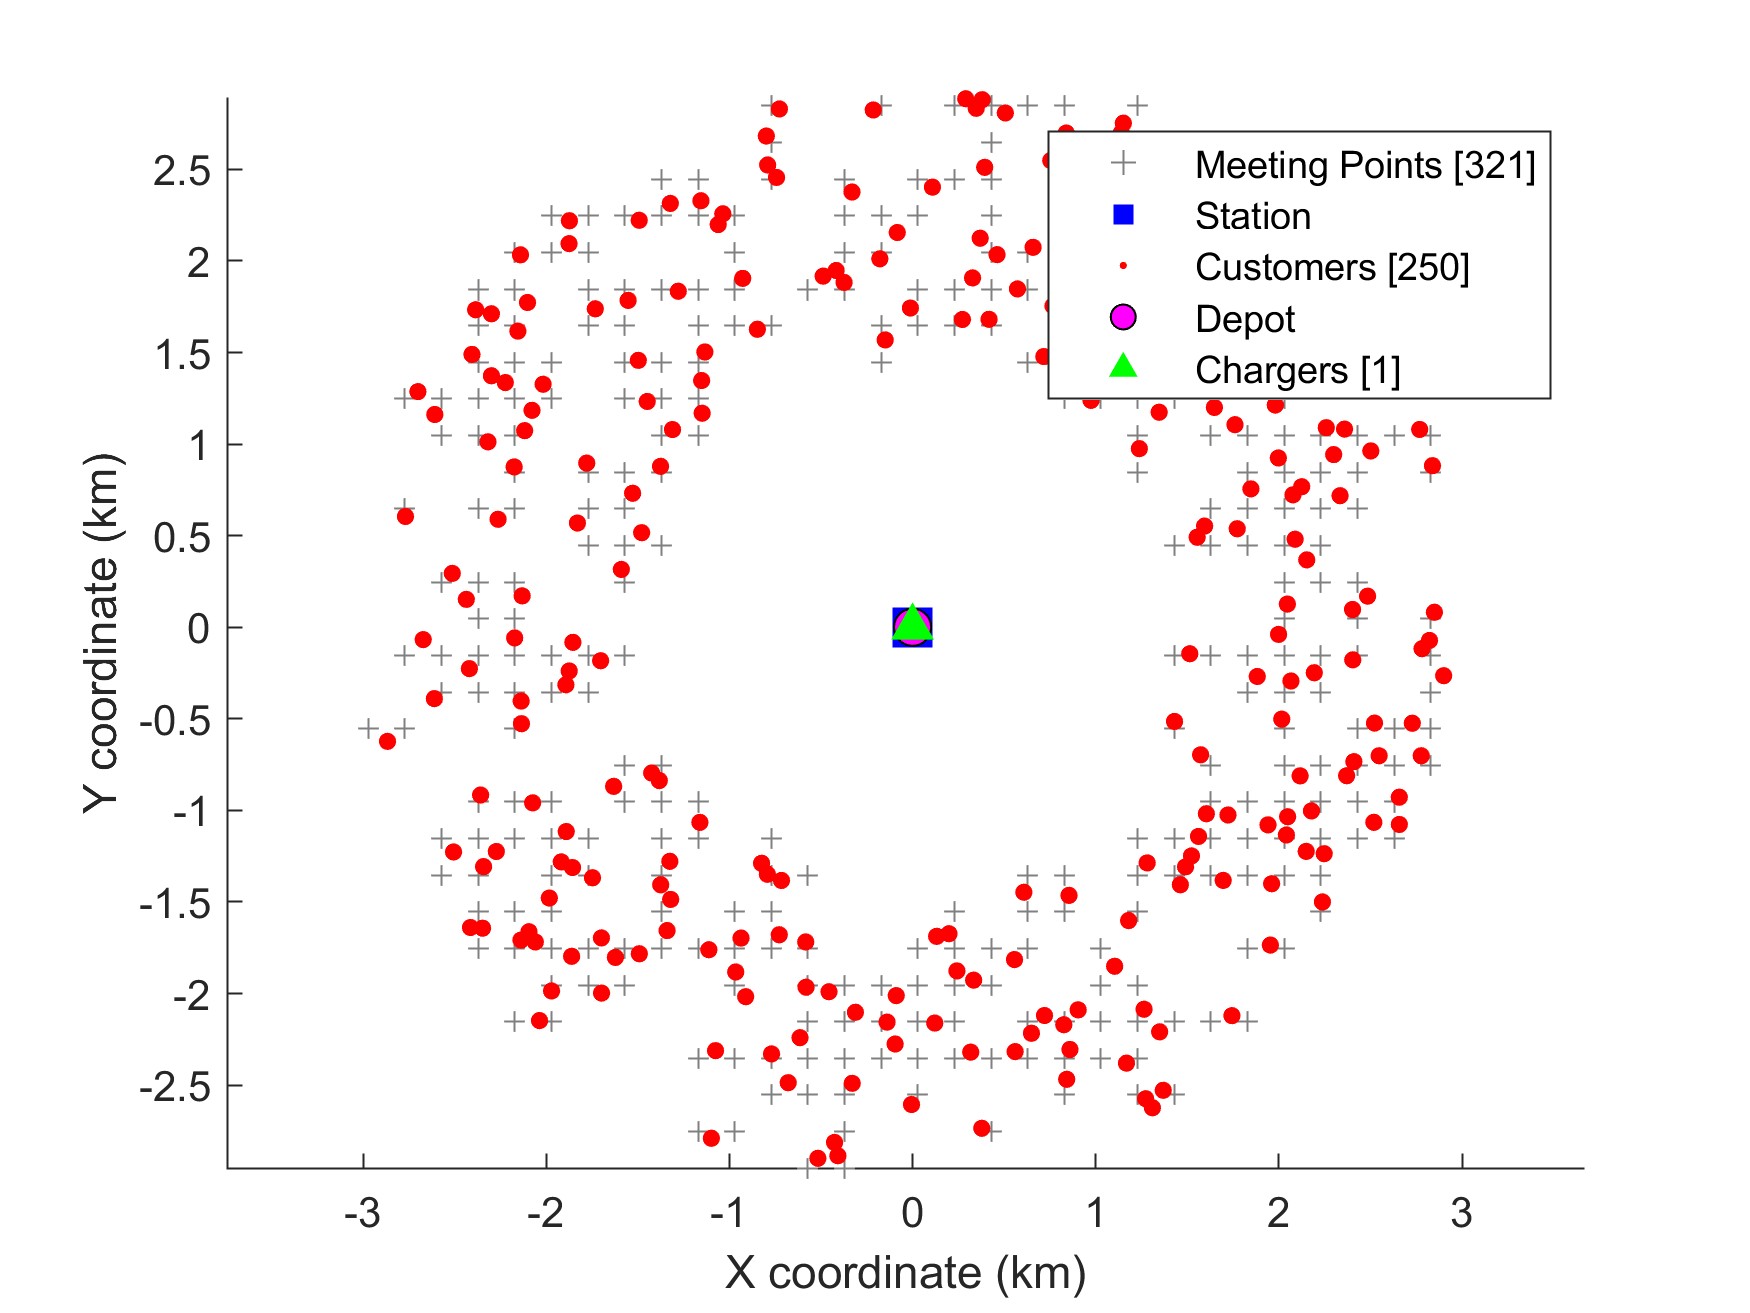 Meeting Points [321]
Station
Customers [250]
Depot
Chargers [1]
Y coordinate (km)
2.5
2
1.5
1
0.5
0
-0.5
-1
-1.5
-2
-2.5
-3 -2 -1 0 1 2 3
X coordinate (km)